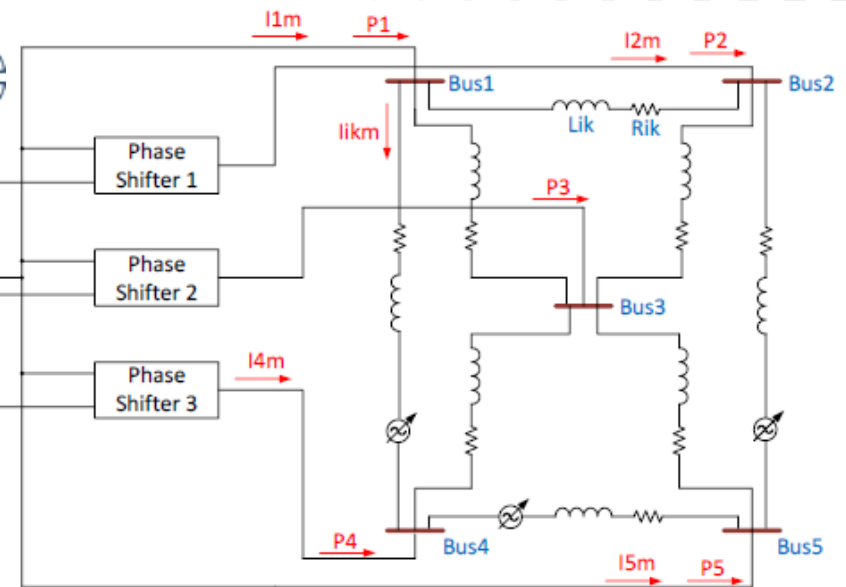 I1m
P1
I2m
P2
Bus1
Bus2
Lik
Rik
Iikm
Phase
Shifter 1
P3
Phase
Shifter 2
Bus3
Phase
Shifter 3
I4m
P4
Bus4
Bus5
I5m
P5